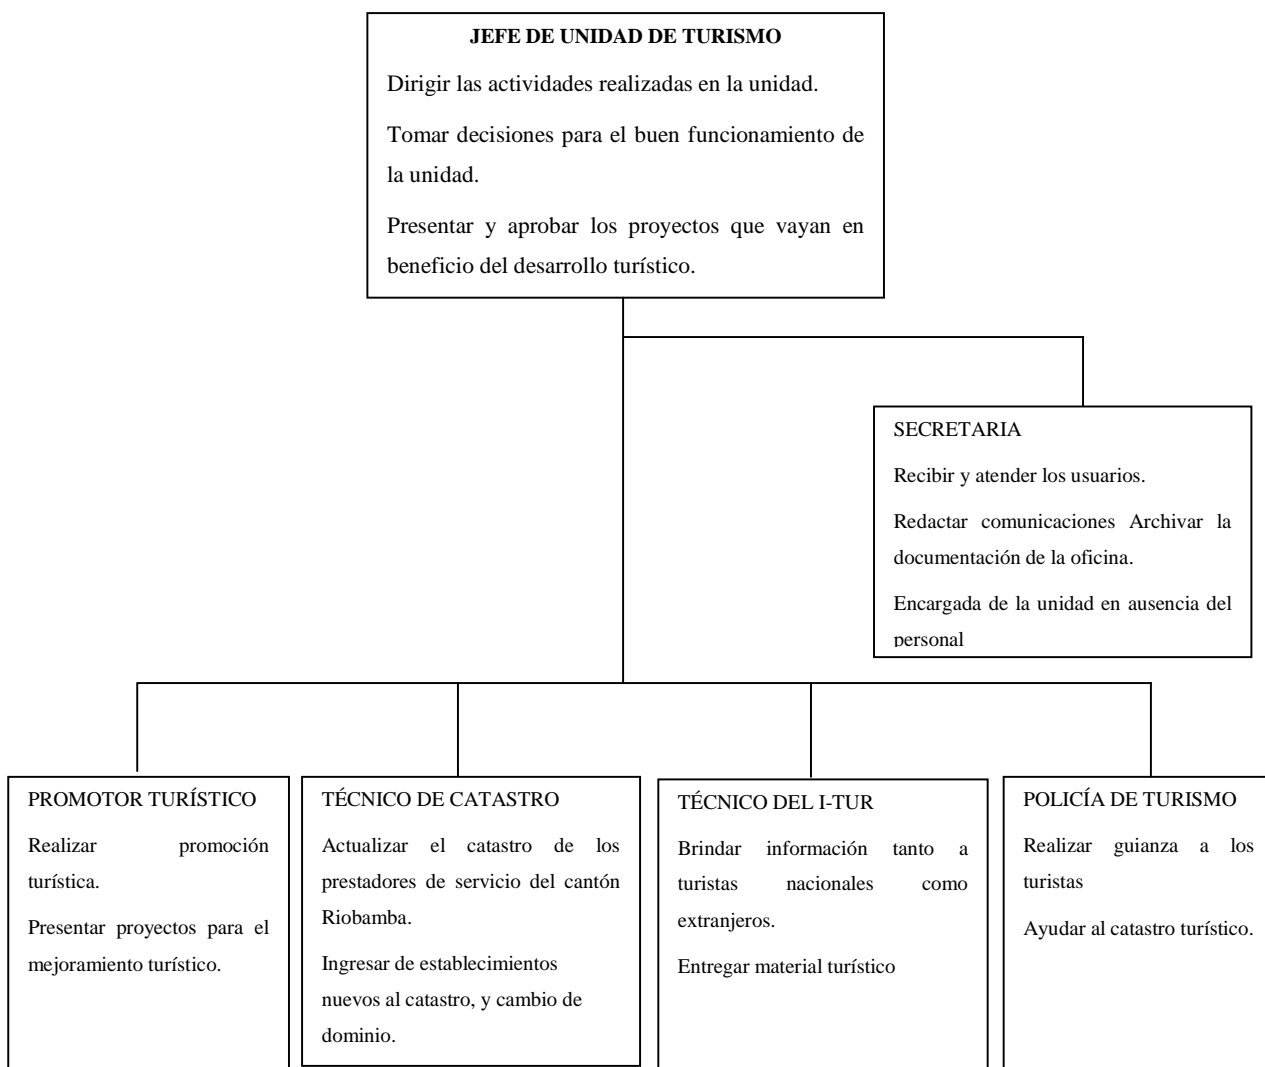 JEFE DE UNIDAD DE TURISMO
Dirigir las actividades realizadas en la unidad.
Tomar decisiones para el buen funcionamiento de
la unidad.
Presentar y aprobar los proyectos que vayan en
beneficio del desarrollo turístico.
SECRETARIA
Recibir y atender los usuarios.
Redactar comunicaciones Archivar la
documentación de la oficina.
Encargada de la unidad en ausencia del
personal
PROMOTOR TURÍSTICO
Realizar promoción
turística.
Presentar proyectos para el
mejoramiento turístico.
TÉCNICO DE CATASTRO
Actualizar el catastro de los
prestadores de servicio del cantón
Riobamba.
Ingresar de establecimientos
nuevos al catastro, y cambio de
dominio.
TÉCNICO DEL I-TUR
Brindar información tanto a
turistas nacionales como
extranjeros.
Entregar material turístico
POLICÍA DE TURISMO
Realizar guianza a los
turistas
Ayudar al catastro turístico.